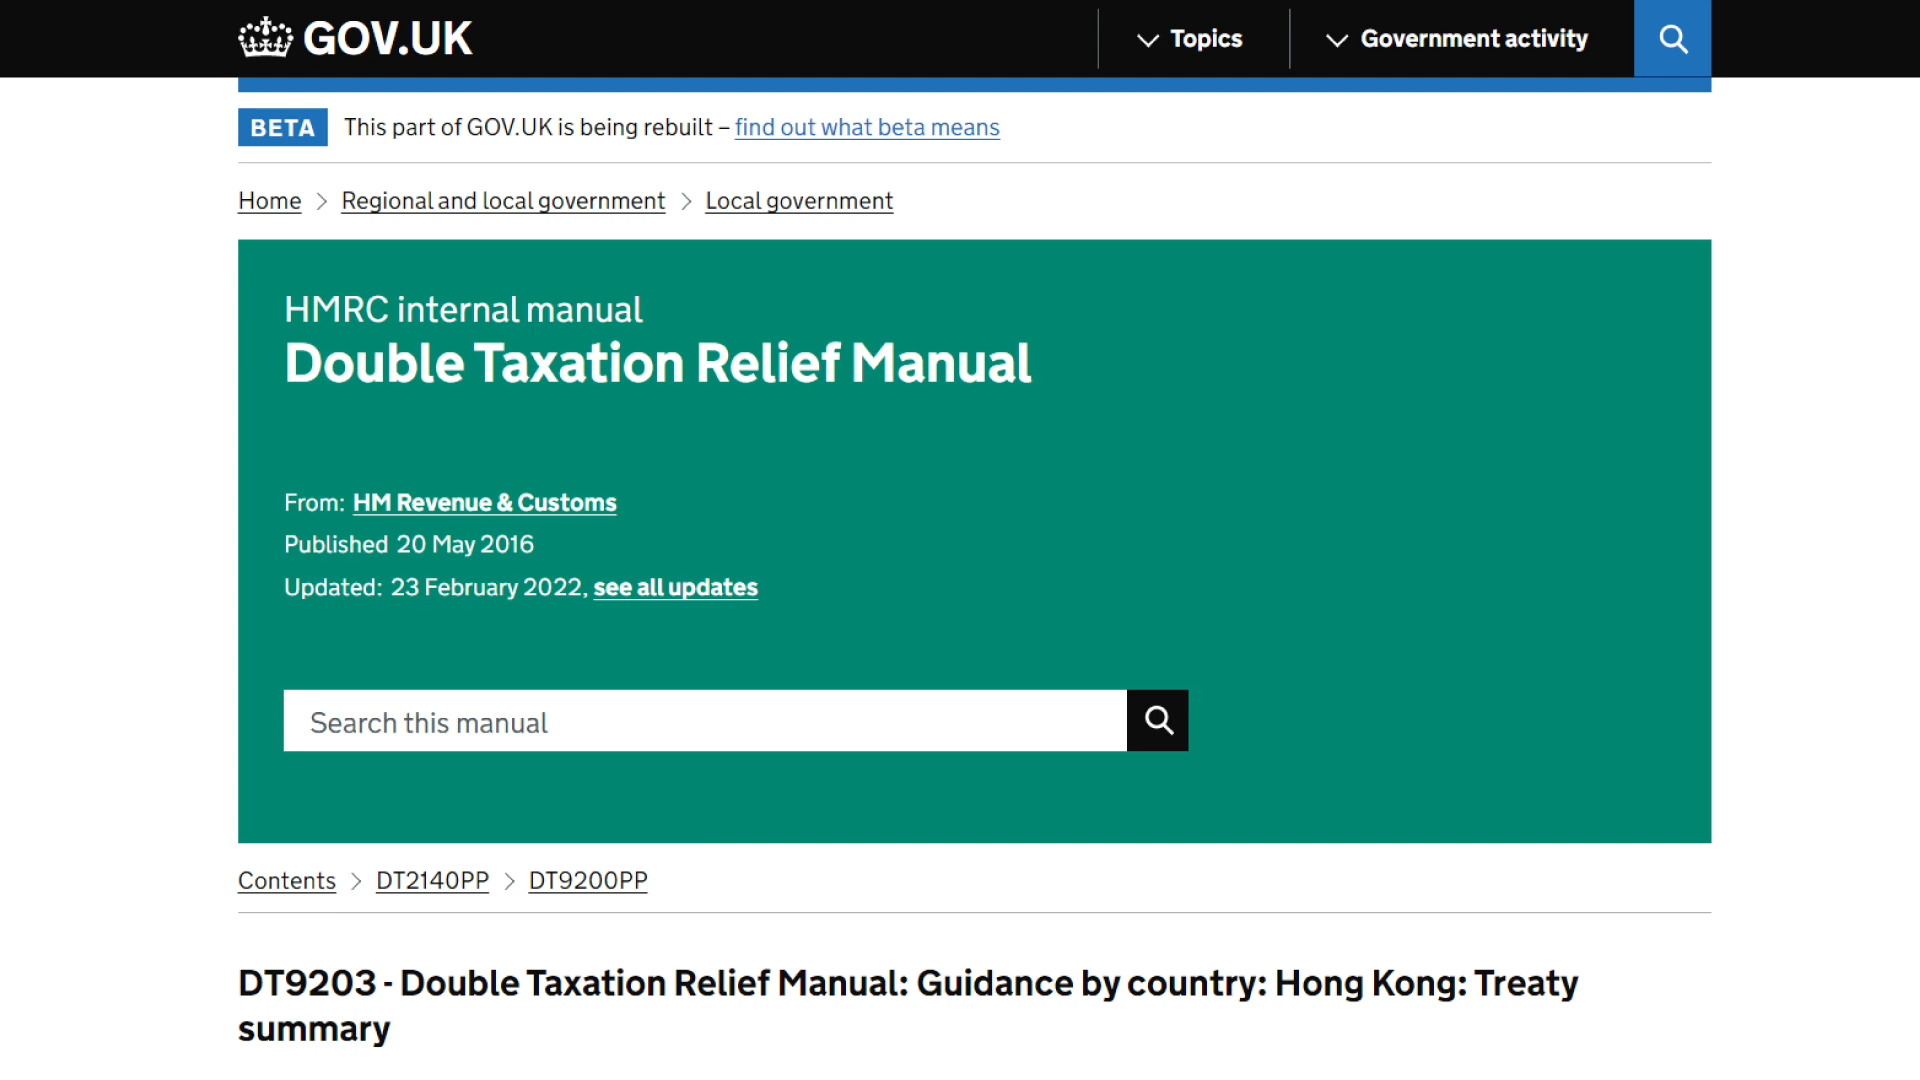 GOV.UK
Topics
Government activity
BETA This part of GOV.UK is being rebuilt – find out what beta means
Home > Regional and local government > Local government
HMRC internal manual
Double Taxation Relief Manual
From: HM Revenue & Customs
Published 20 May 2016
Updated: 23 February 2022, see all updates
Search this manual
Contents > DT2140PP > DT9200PP
DT9203 - Double Taxation Relief Manual: Guidance by country: Hong Kong: Treaty
summary